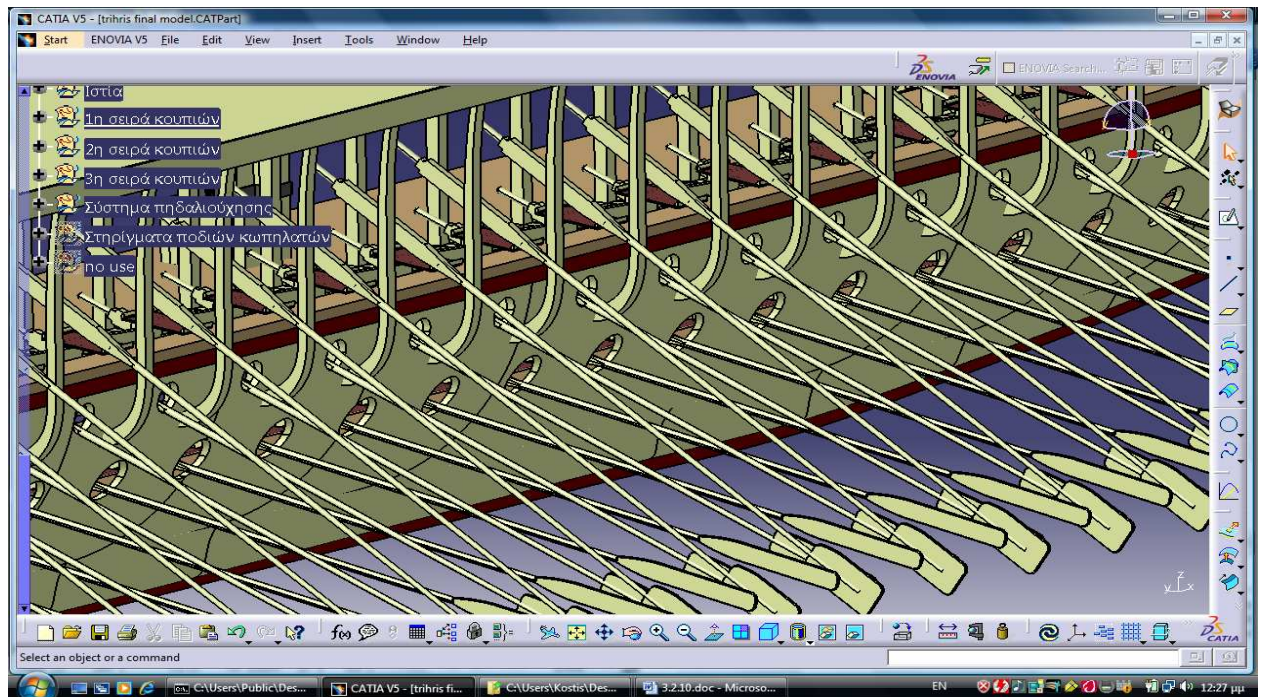 CATIA V5 - [trihris final model.CATPart]
Start ENOVIA V5 File Edit View Insert Tools Window Help
ENOVIA ENOVIA Search...
Ιστία
1η σειρά κουπιών
2η σειρά κουπιών
3η σειρά κουπιών
Σύστημα πηδαλιούχησης
Στηρίγματα ποδιών κωπηλατών
no use
z
y x
f(x)
CATIA
Select an object or a command
C:\Users\Public\Des... CATIA V5 - [trihris fi... C:\Users\Kostis\Des... 3.2.10.doc - Microso... EN 12:27 μμ